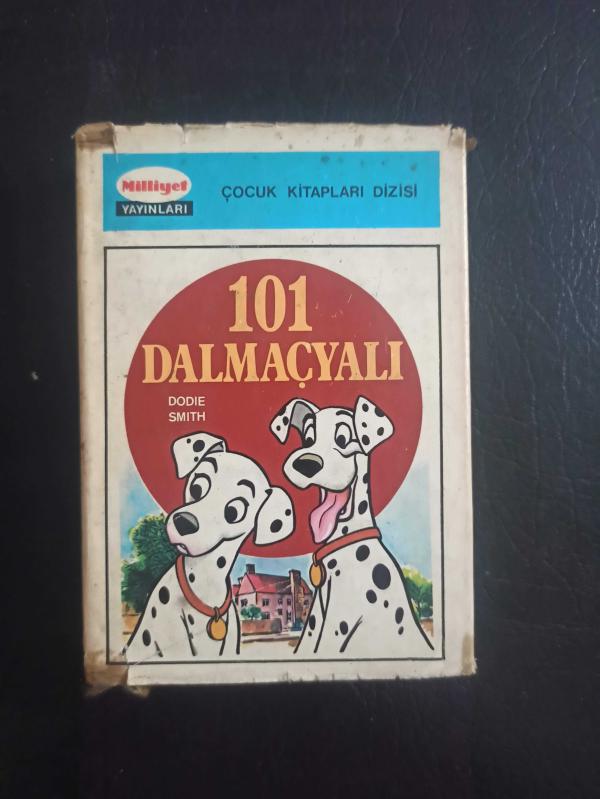 Milliyet
YAYINLARI
ÇOCUK KİTAPLARI DİZİSİ
101
DALMAÇYALI
DODIE
SMITH